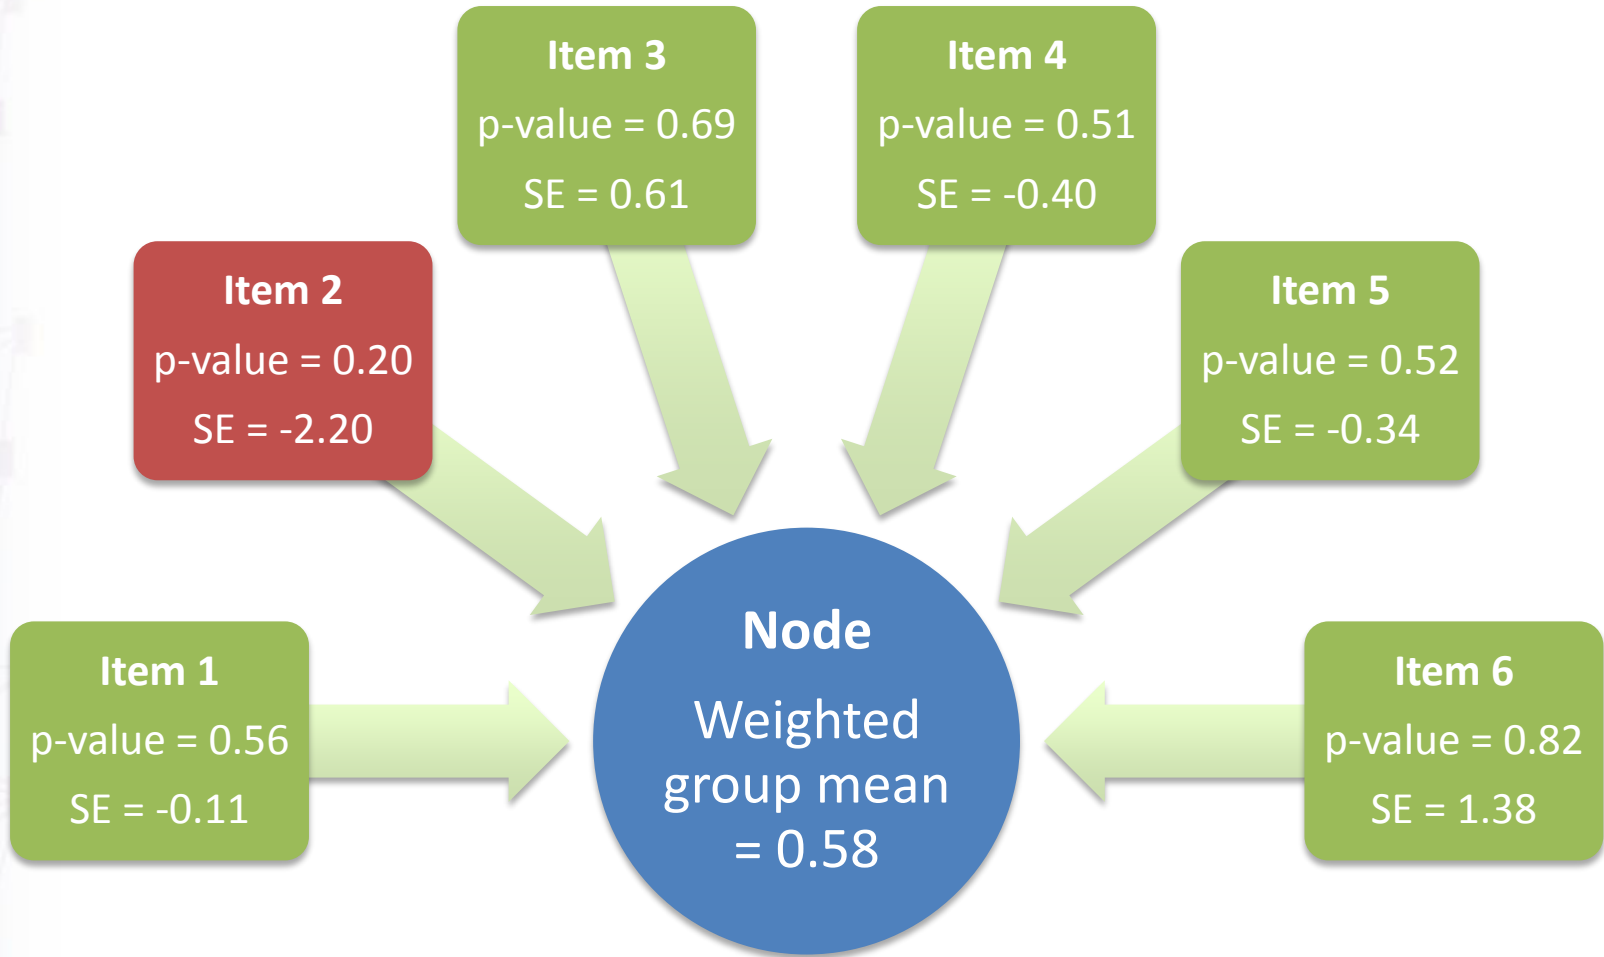 Item 3
p-value = 0.69
SE = 0.61
Item 4
p-value = 0.51
SE = -0.40
Item 2
p-value = 0.20
SE = -2.20
Item 5
p-value = 0.52
SE = -0.34
Item 1
p-value = 0.56
SE = -0.11
Node
Weighted
group mean
= 0.58
Item 6
p-value = 0.82
SE = 1.38